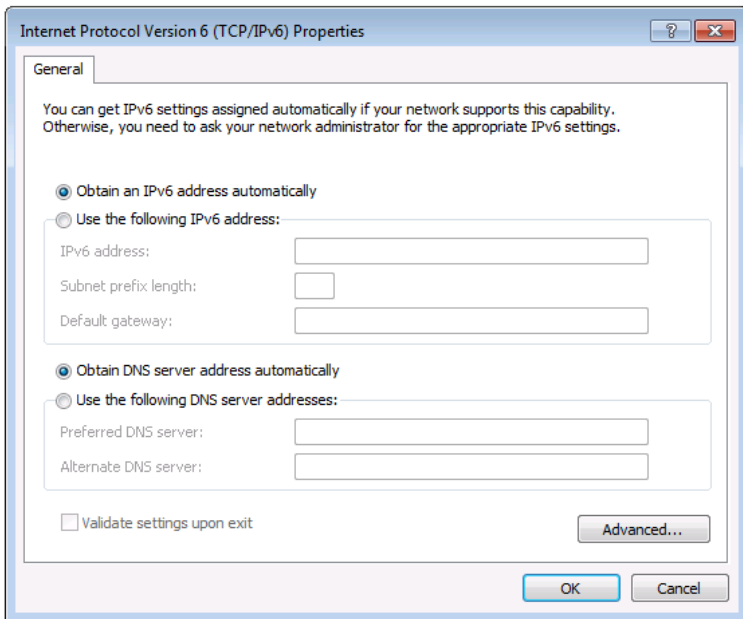 Internet Protocol Version 6 (TCP/IPv6) Properties
General
You can get IPv6 settings assigned automatically if your network supports this capability.
Otherwise, you need to ask your network administrator for the appropriate IPv6 settings.
Obtain an IPv6 address automatically
Use the following IPv6 address:
IPv6 address:
Subnet prefix length:
Default gateway:
Obtain DNS server address automatically
Use the following DNS server addresses:
Preferred DNS server:
Alternate DNS server:
Validate settings upon exit
Advanced...
OK
Cancel